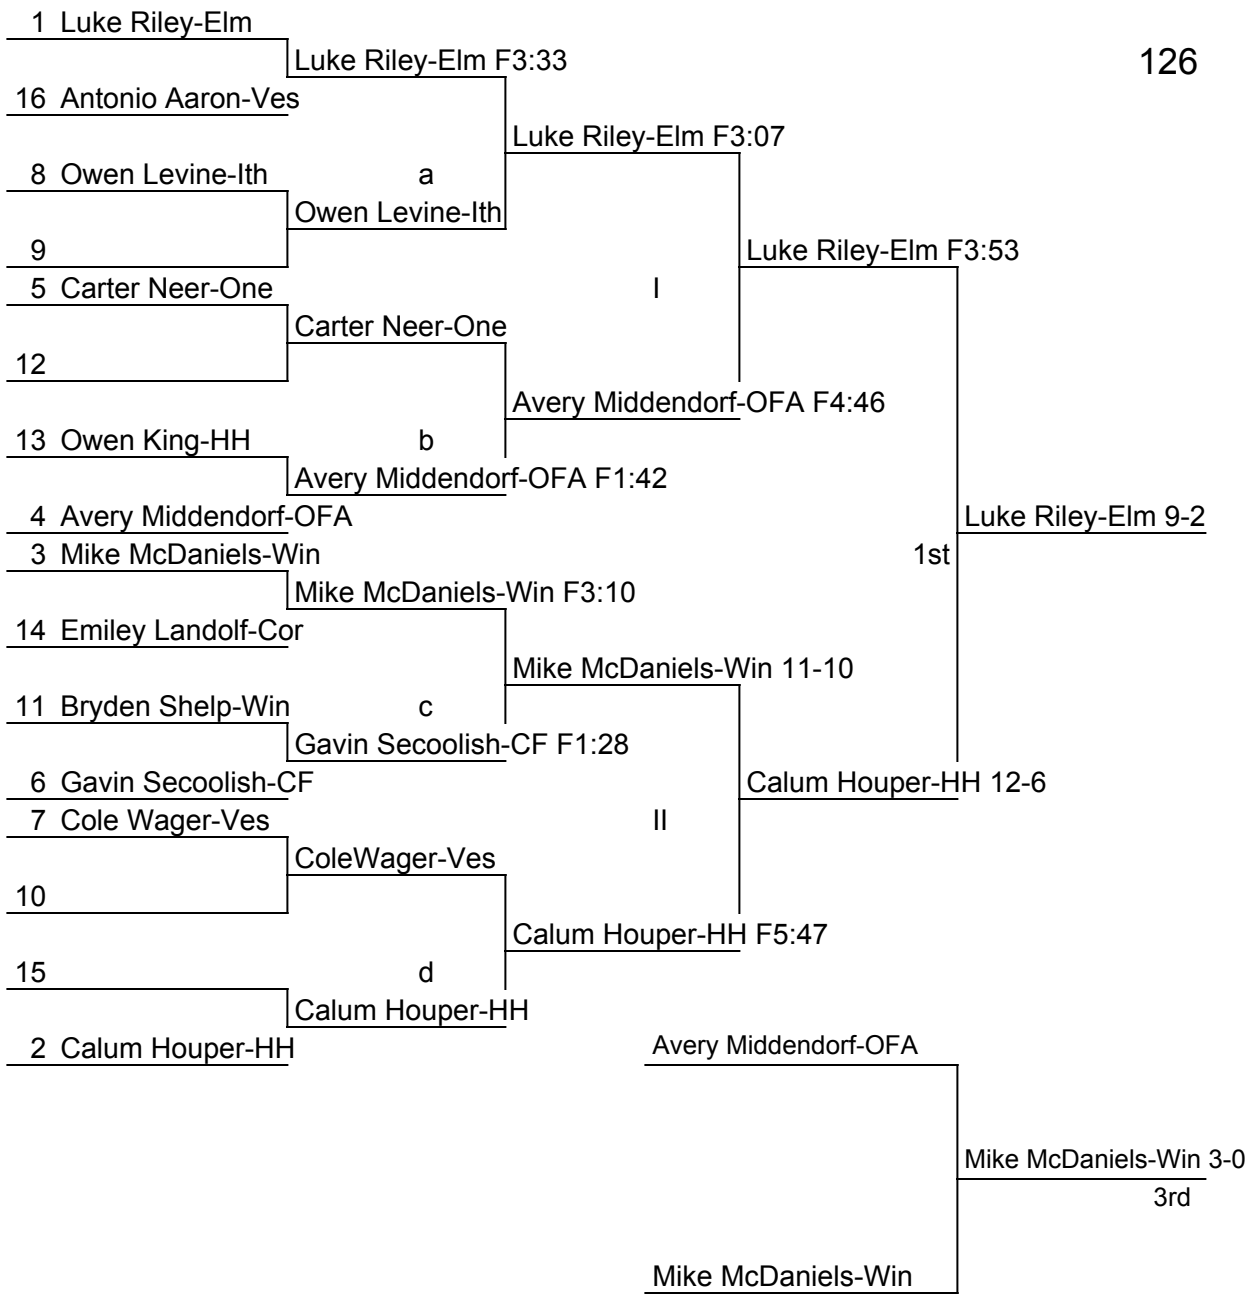 1 Luke Riley-Elm
Luke Riley-Elm F3:33
126
16 Antonio Aaron-Ves
Luke Riley-Elm F3:07
8 Owen Levine-Ith
a
Owen Levine-Ith
9
Luke Riley-Elm F3:53
5 Carter Neer-One
I
Carter Neer-One
12
Avery Middendorf-OFA F4:46
13 Owen King-HH
b
Avery Middendorf-OFA F1:42
4 Avery Middendorf-OFA
Luke Riley-Elm 9-2
3 Mike McDaniels-Win
1st
Mike McDaniels-Win F3:10
14 Emiley Landolf-Cor
Mike McDaniels-Win 11-10
11 Bryden Shelp-Win
c
Gavin Secoolish-CF F1:28
6 Gavin Secoolish-CF
Calum Houper-HH 12-6
7 Cole Wager-Ves
II
ColeWager-Ves
10
Calum Houper-HH F5:47
15
d
Calum Houper-HH
2 Calum Houper-HH
Avery Middendorf-OFA
Mike McDaniels-Win 3-0
3rd
Mike McDaniels-Win